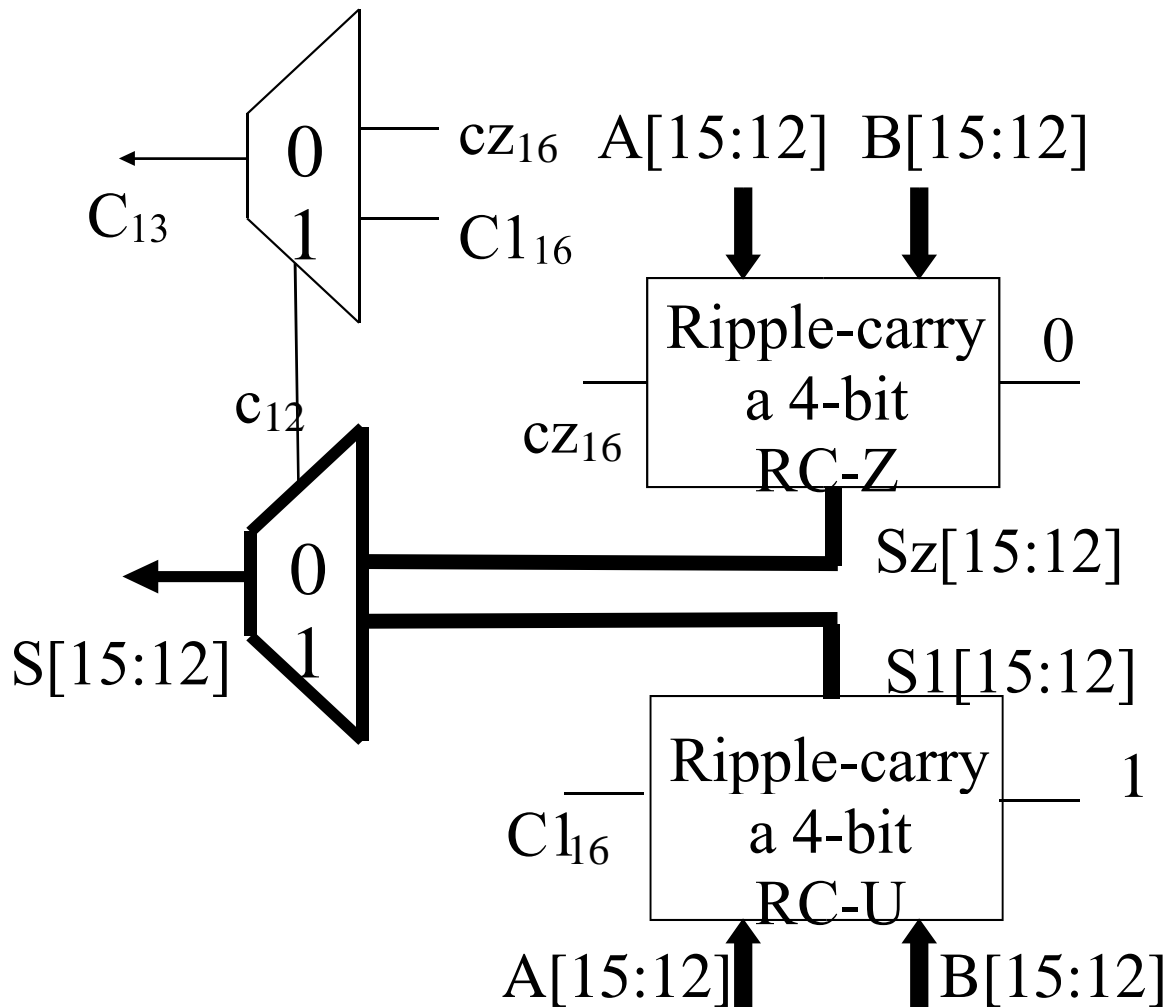 0
1
cz₁₆
C1₁₆
C₁₃
A[15:12]
B[15:12]
Ripple-carry
a 4-bit
RC-Z
0
cz₁₆
c₁₂
Sz[15:12]
0
1
S[15:12]
S1[15:12]
Ripple-carry
a 4-bit
RC-U
1
C1₁₆
A[15:12]
B[15:12]